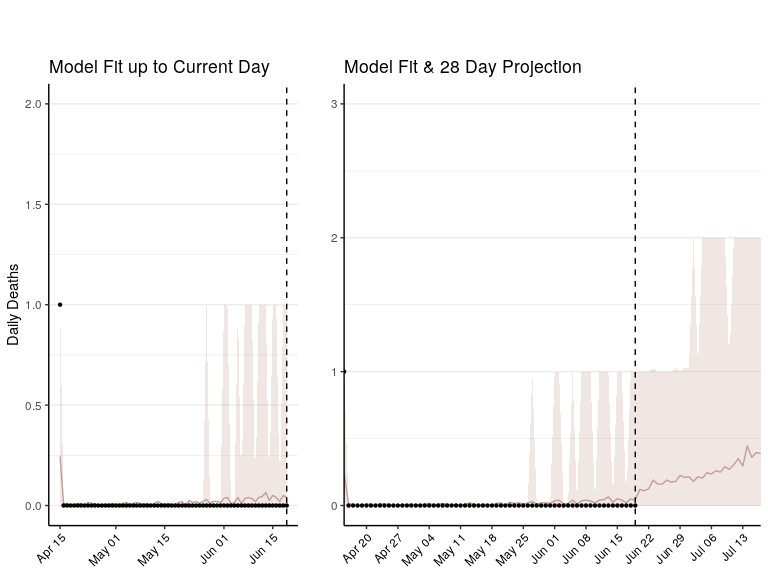 Model Fit up to Current Day
Daily Deaths
2.0
1.5
1.0
0.5
0.0
Apr 15
May 01
May 15
Jun 01
Jun 15
Model Fit & 28 Day Projection
3
2
1
0
Apr 20
Apr 27
May 04
May 11
May 18
May 25
Jun 01
Jun 08
Jun 15
Jun 22
Jun 29
Jul 06
Jul 13